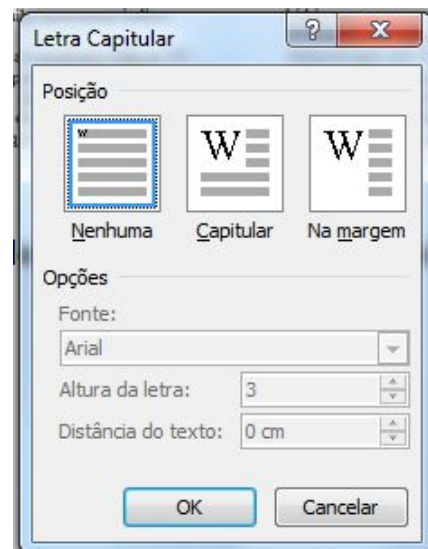 Letra Capitular
Posição
W W W
Nenhuma Capitular Na margem
Opções
Fonte:
Arial
Altura da letra: 3
Distância do texto: 0 cm
OK Cancelar